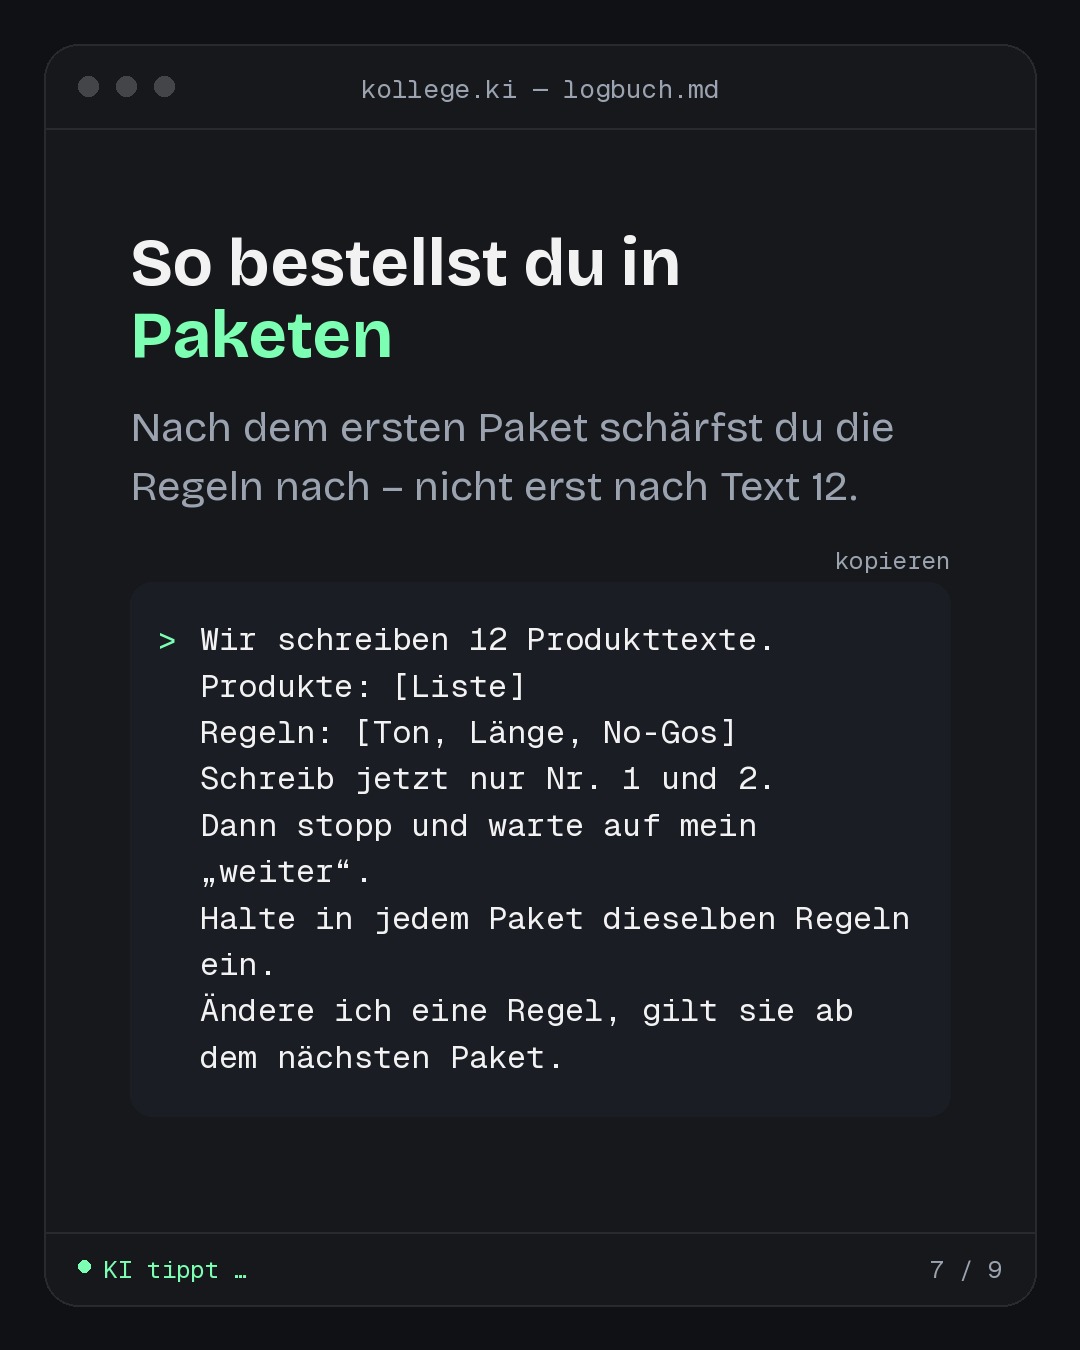 kollege.ki — logbuch.md
So bestellst du in
Paketen
Nach dem ersten Paket schärfst du die
Regeln nach – nicht erst nach Text 12.
kopieren
> Wir schreiben 12 Produkttexte.
Produkte: [Liste]
Regeln: [Ton, Länge, No-Gos]
Schreib jetzt nur Nr. 1 und 2.
Dann stopp und warte auf mein
„weiter“.
Halte in jedem Paket dieselben Regeln
ein.
Ändere ich eine Regel, gilt sie ab
dem nächsten Paket.
KI tippt …
7 / 9